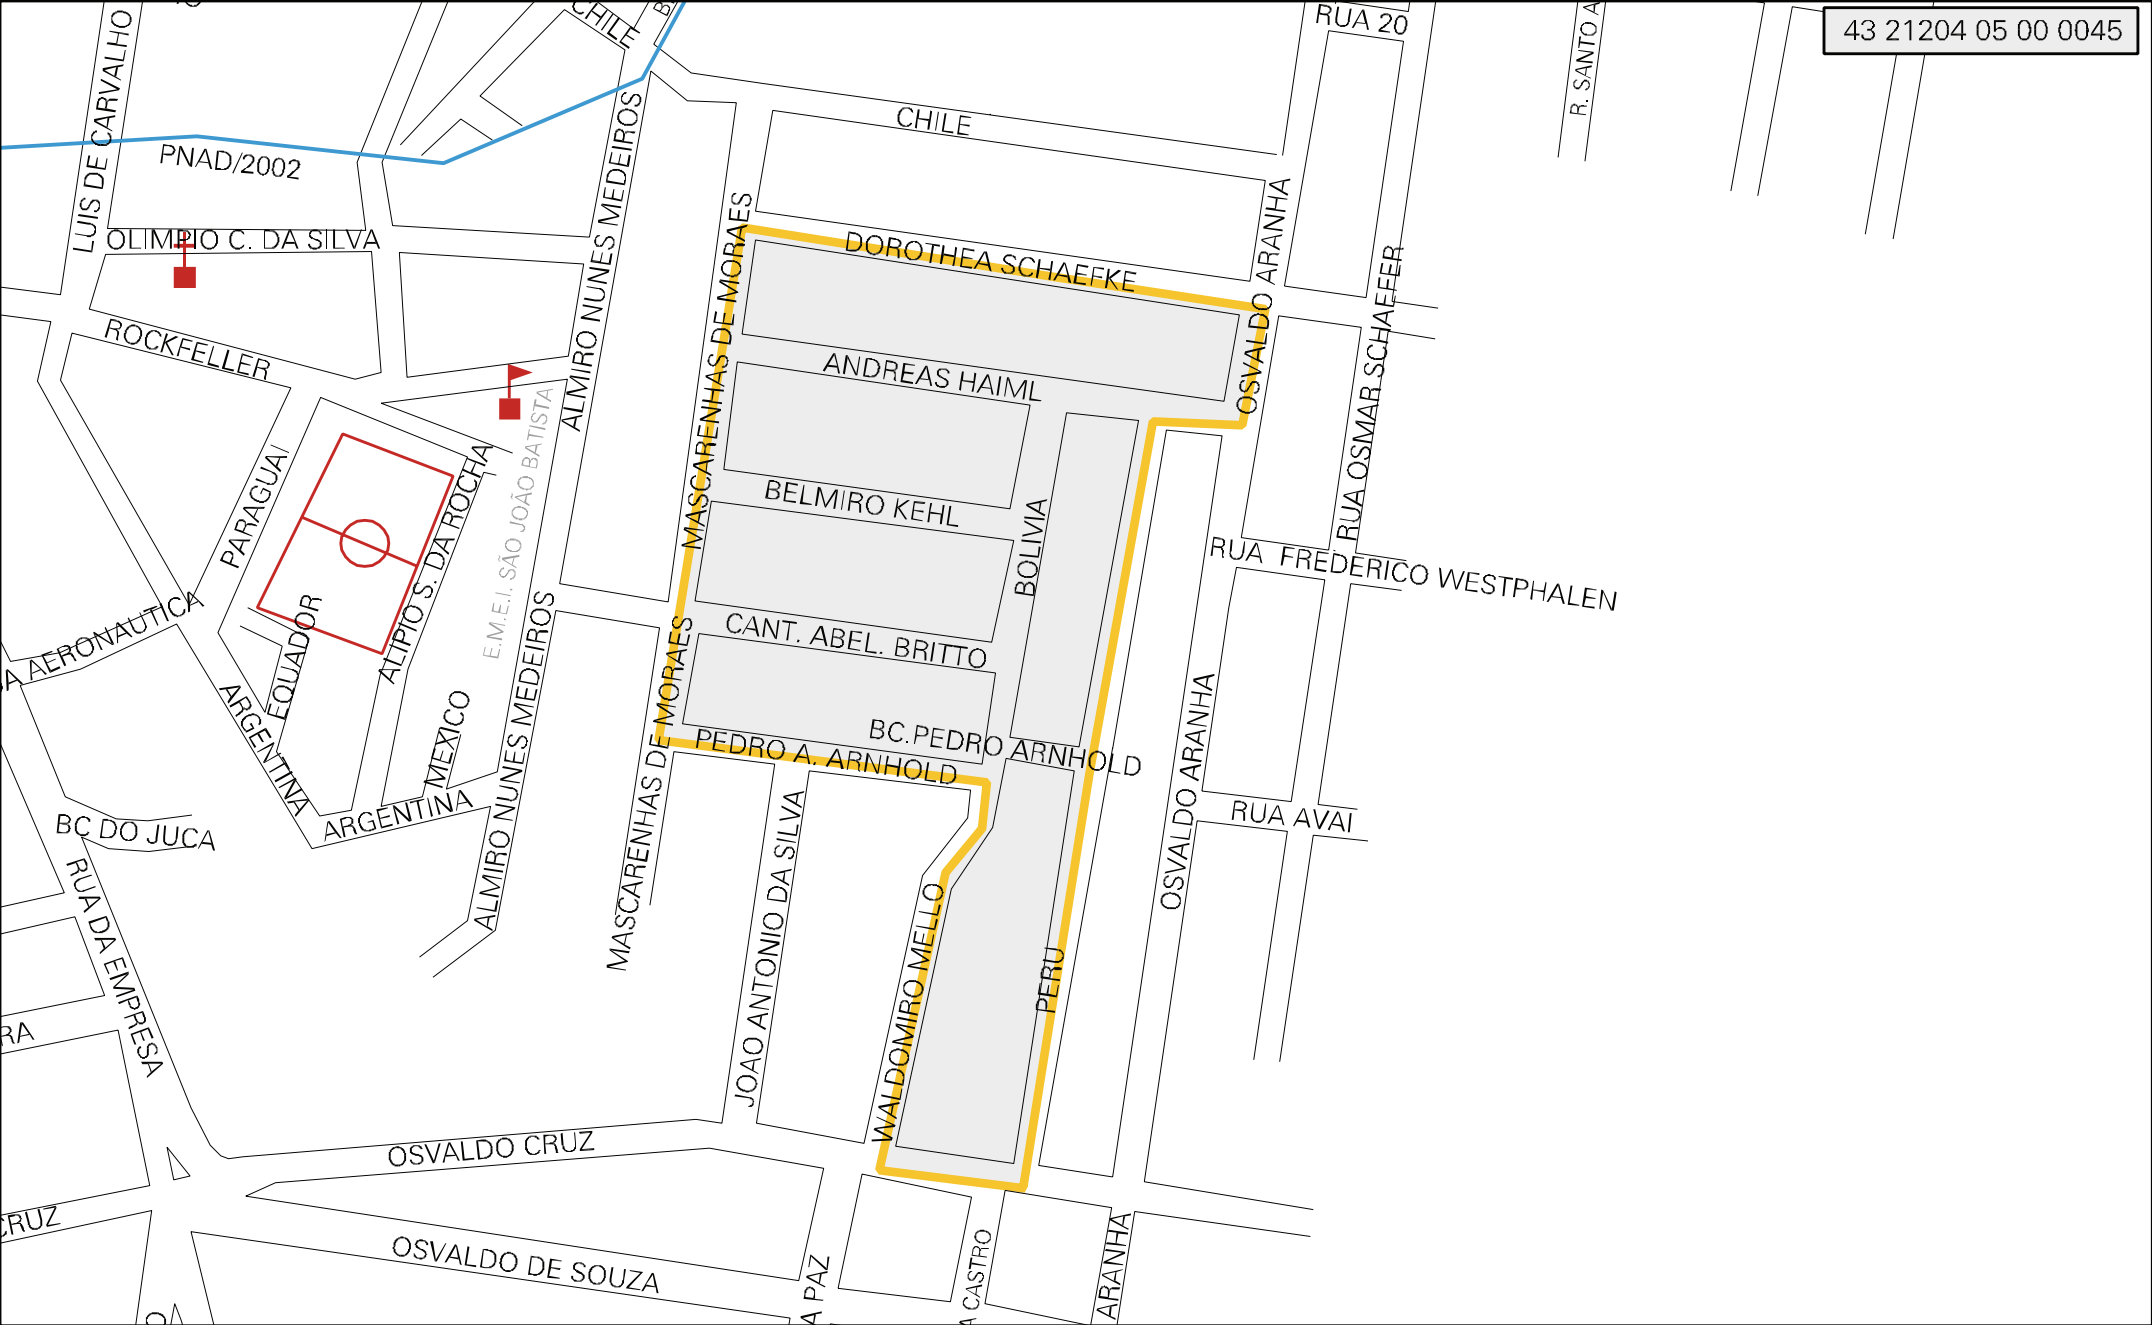 43 21204 05 00 0045
RUA 20
R. SANTO A
CHILE
B
LUIS DE CARVALHO
CHILE
PNAD/2002
OLIMPIO C. DA SILVA
ALMIRO NUNES MEDEIROS
MASCARENHAS DE MORAES
DOROTHEA SCHAEFKE
OSVALDO ARANHA
RUA OSMAR SCHAEFER
ROCKFELLER
ANDREAS HAIML
E.M.E.I. SÃO JOÃO BATISTA
PARAGUAI
ALIPIO S. DA ROCHA
BELMIRO KEHL
BOLIVIA
RUA FREDERICO WESTPHALEN
A AERONAUTICA
EQUADOR
CANT. ABEL. BRITTO
ARGENTINA
MEXICO
ALMIRO NUNES MEDEIROS
MASCARENHAS DE MORAES
BC.PEDRO ARNHOLD
PEDRO A. ARNHOLD
OSVALDO ARANHA
ARGENTINA
RUA AVAI
BC DO JUCA
RUA DA EMPRESA
JOAO ANTONIO DA SILVA
WALDOMIRO MELLO
PERU
RA
OSVALDO CRUZ
CRUZ
OSVALDO DE SOUZA
A PAZ
A CASTRO
ARANHA
O